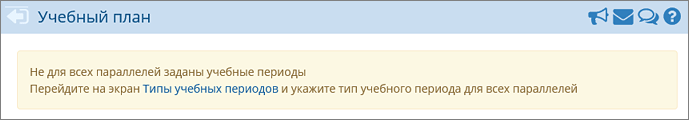 Учебный план
Не для всех параллелей заданы учебные периоды
Перейдите на экран Типы учебных периодов и укажите тип учебного периода для всех параллелей